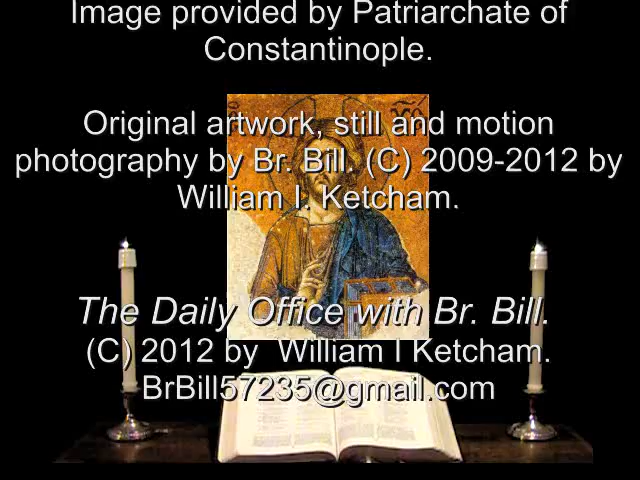 Image provided by Patriarchate of
Constantinople.
Original artwork, still and motion
photography by Br. Bill. (C) 2009-2012 by
William I. Ketcham.
The Daily Office with Br. Bill.
(C) 2012 by  William I Ketcham.
BrBill57235@gmail.com